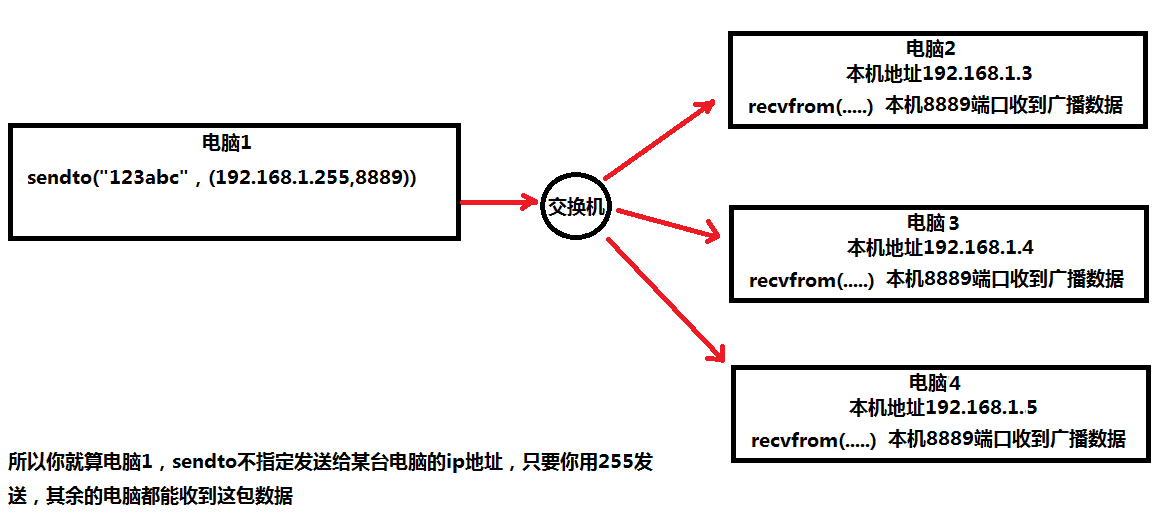 电脑1
sendto("123abc"，(192.168.1.255,8889))
交换机
电脑2
本机地址192.168.1.3
recvfrom(.....) 本机8889端口收到广播数据
电脑3
本机地址192.168.1.4
recvfrom(.....) 本机8889端口收到广播数据
电脑4
本机地址192.168.1.5
recvfrom(.....) 本机8889端口收到广播数据
所以你就算电脑1，sendto不指定发送给某台电脑的ip地址，只要你用255发
送，其余的电脑都能收到这包数据